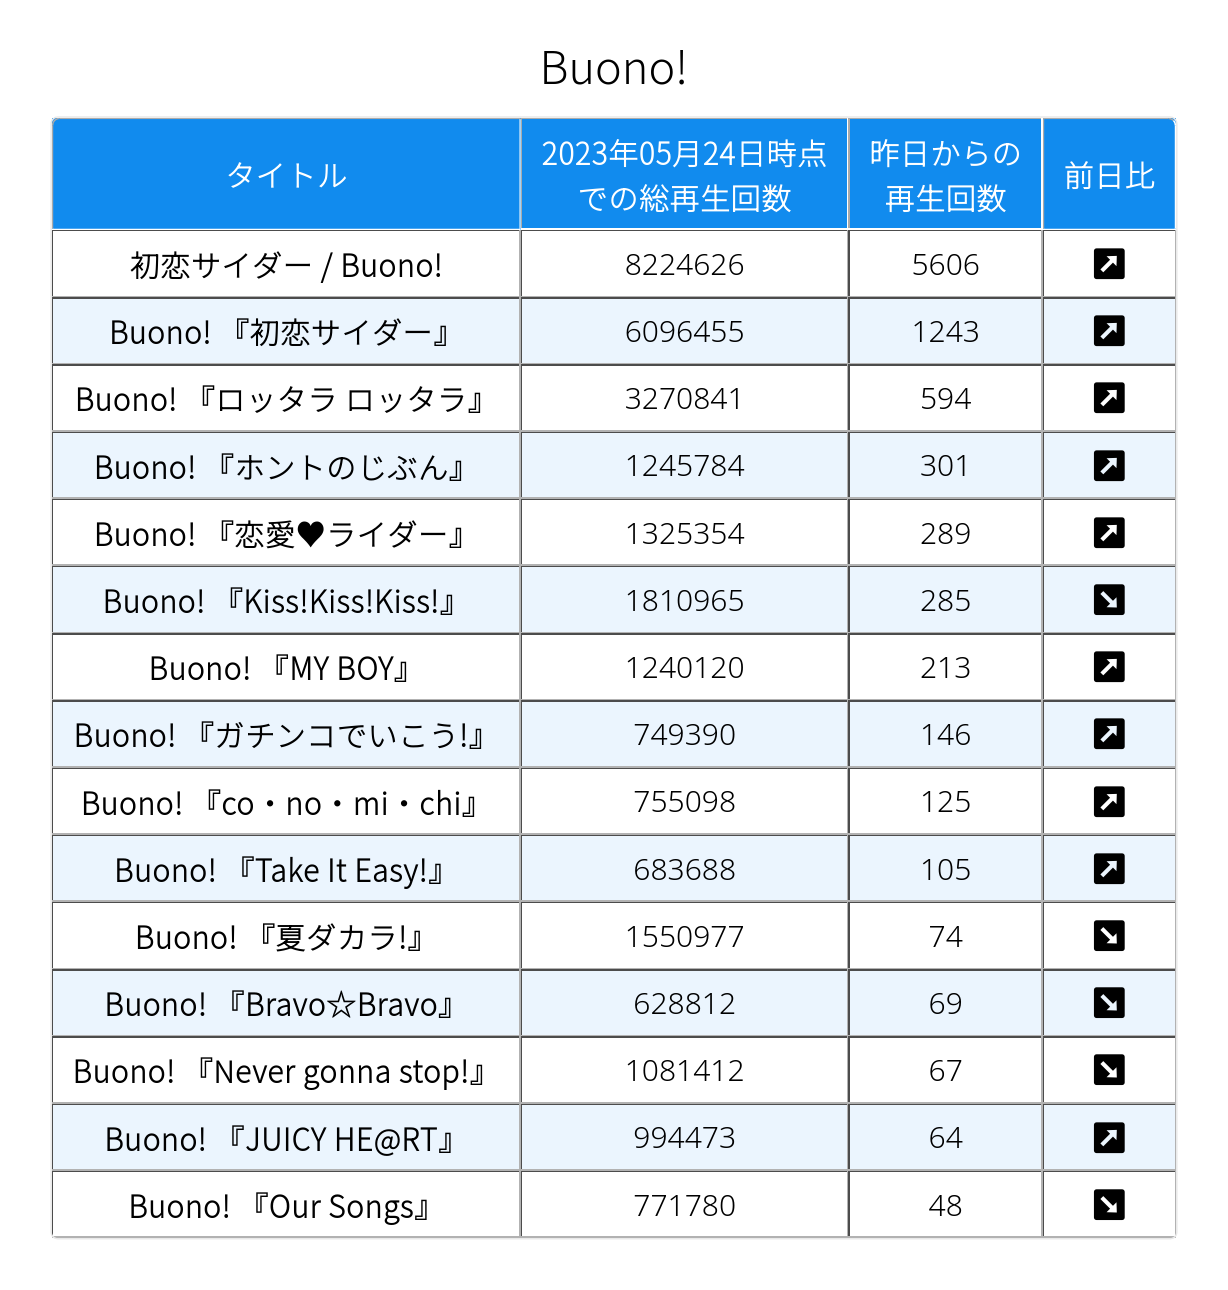 Buono!
タイトル
2023年05月24日時点
での総再生回数
昨日からの
再生回数
前日比
初恋サイダー / Buono! 8224626 5606 ↗
Buono! 『初恋サイダー』 6096455 1243 ↗
Buono! 『ロッタラ ロッタラ』 3270841 594 ↗
Buono! 『ホントのじぶん』 1245784 301 ↗
Buono! 『恋愛♥ライダー』 1325354 289 ↗
Buono! 『Kiss!Kiss!Kiss!』 1810965 285 ↘
Buono! 『MY BOY』 1240120 213 ↗
Buono! 『ガチンコでいこう!』 749390 146 ↗
Buono! 『co・no・mi・chi』 755098 125 ↗
Buono! 『Take It Easy!』 683688 105 ↗
Buono! 『夏ダカラ!』 1550977 74 ↘
Buono! 『Bravo☆Bravo』 628812 69 ↘
Buono! 『Never gonna stop!』 1081412 67 ↘
Buono! 『JUICY HE@RT』 994473 64 ↗
Buono! 『Our Songs』 771780 48 ↘